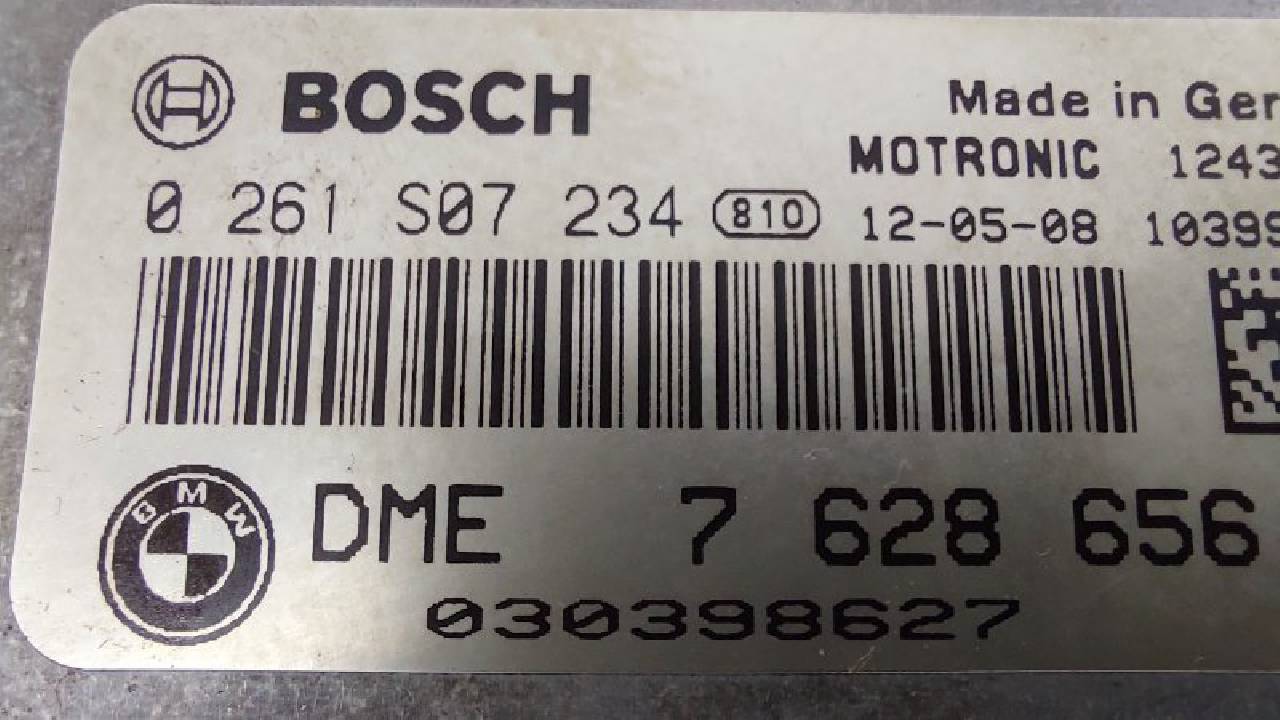 BOSCH
Made in Ger
MOTRONIC 1243
0 261 S07 234 810 12-05-08 10399
BMW
DME 7 628 656
030398627